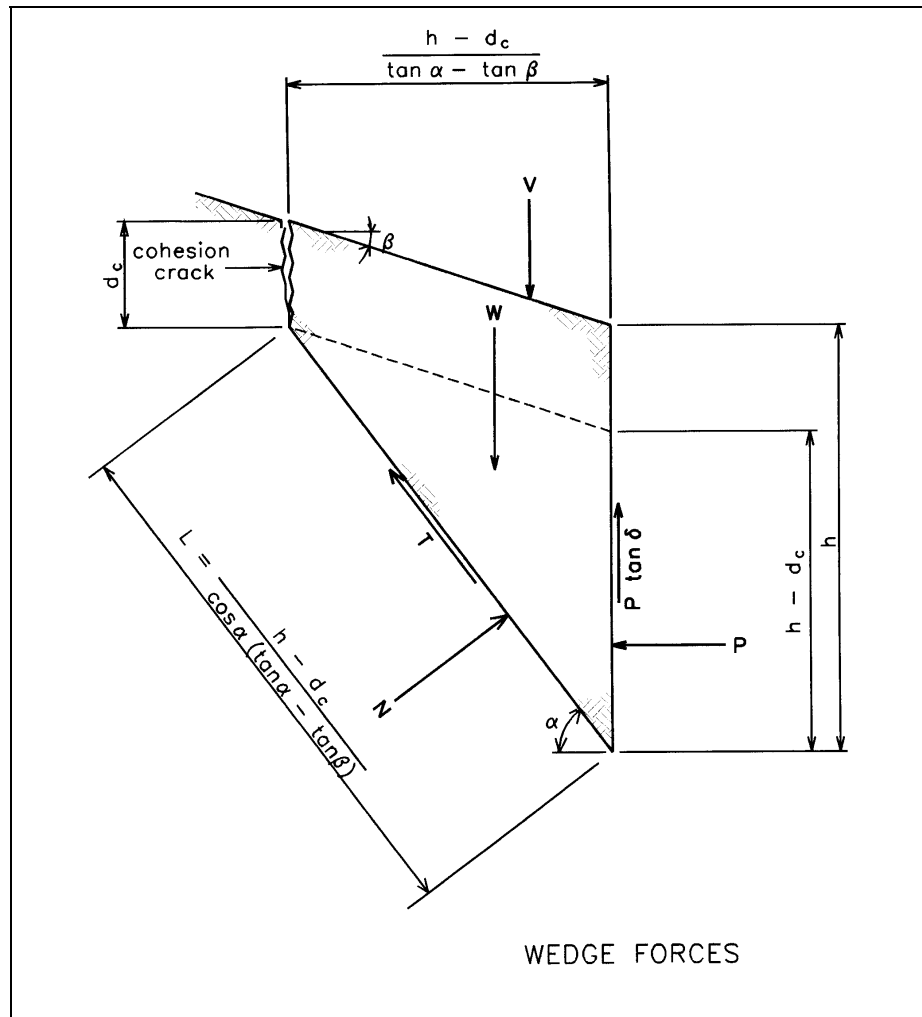 h – d_c
tan α – tan β
V
β
cohesion
crack
d_c
W
T
P tan δ
h – d_c
h
P
N
α
L = h – d_c
cos α (tan α – tan β)
WEDGE FORCES